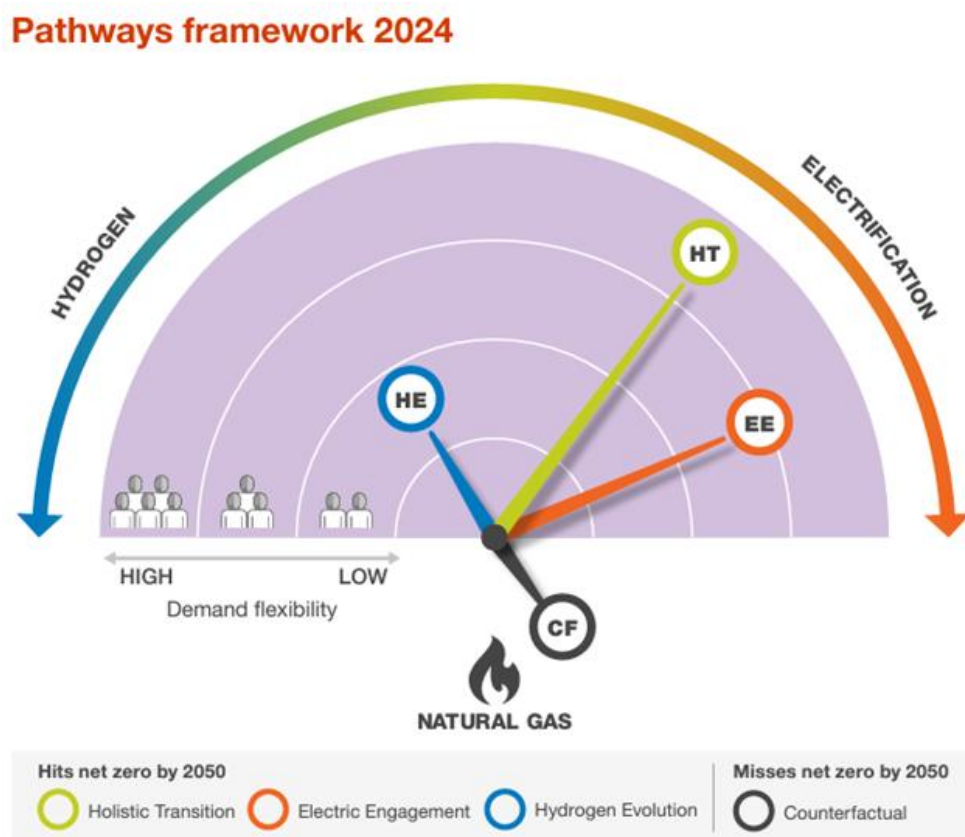 Pathways framework 2024
HYDROGEN
ELECTRIFICATION
HT
HE
EE
HIGH
LOW
Demand flexibility
CF
NATURAL GAS
Hits net zero by 2050
Misses net zero by 2050
Holistic Transition
Electric Engagement
Hydrogen Evolution
Counterfactual